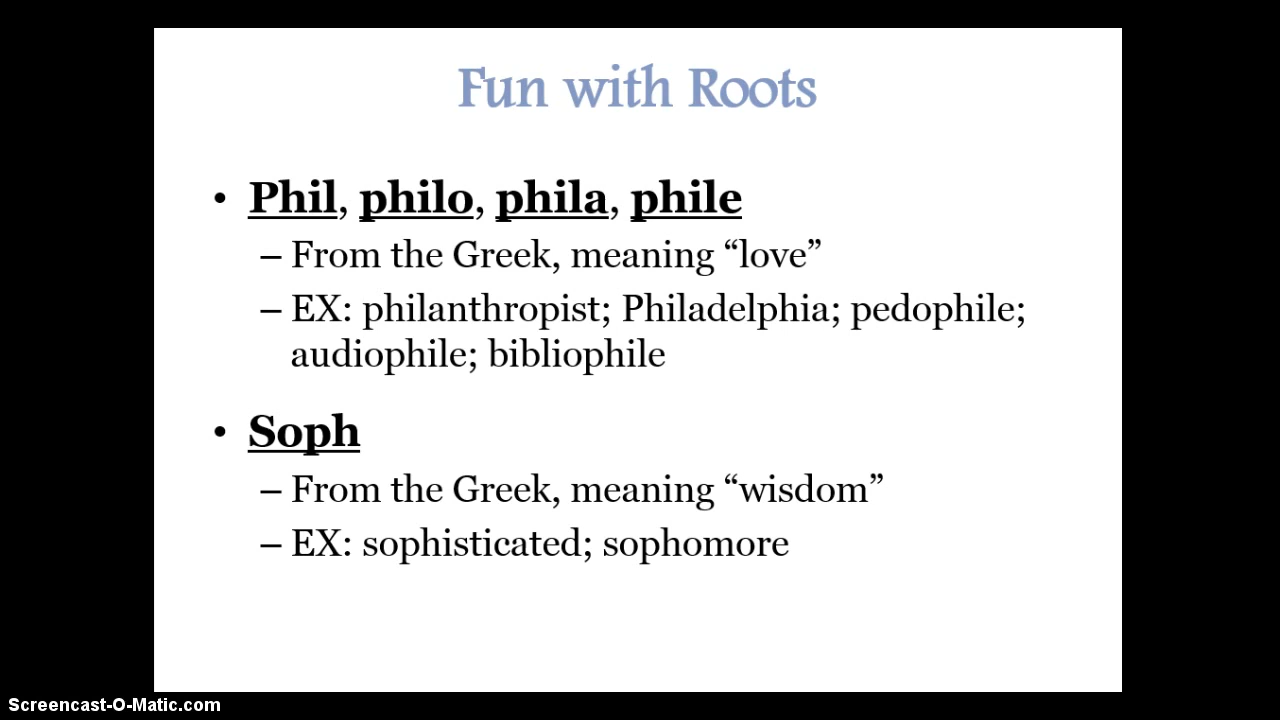 Fun with Roots
• Phil, philo, phila, phile
– From the Greek, meaning “love”
– EX: philanthropist; Philadelphia; pedophile;
audiophile; bibliophile
• Soph
– From the Greek, meaning “wisdom”
– EX: sophisticated; sophomore
Screencast-O-Matic.com